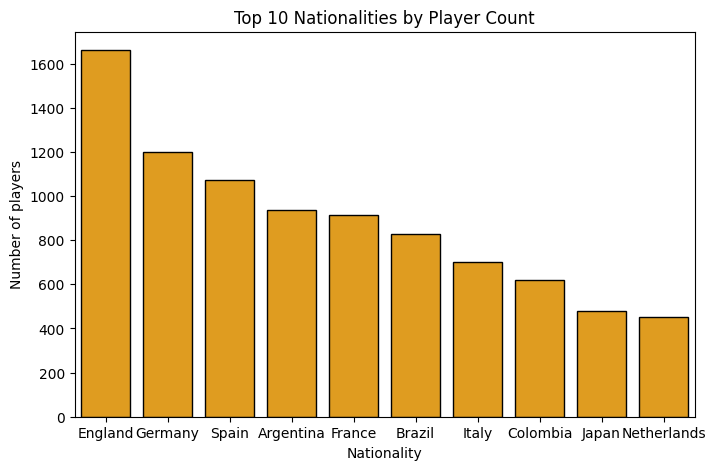 Top 10 Nationalities by Player Count
Number of players
1600
1400
1200
1000
800
600
400
200
0
England Germany Spain Argentina France Brazil Italy Colombia Japan Netherlands
Nationality